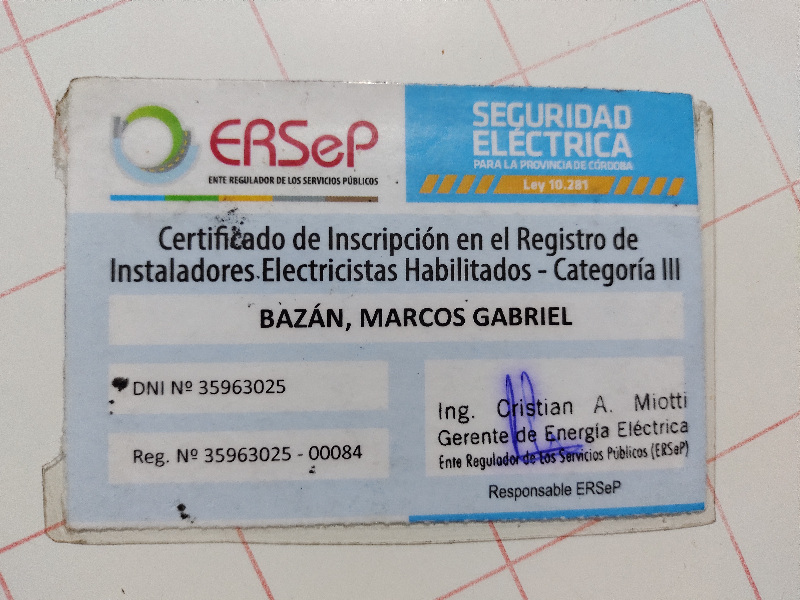 ERSeP
ENTE REGULADOR DE LOS SERVICIOS PÚBLICOS
SEGURIDAD
ELÉCTRICA
PARA LA PROVINCIA DE CÓRDOBA
Ley 10.281
Certificado de Inscripción en el Registro de
Instaladores Electricistas Habilitados - Categoría III
BAZÁN, MARCOS GABRIEL
DNI Nº 35963025
Reg. Nº 35963025 - 00084
Ing. Cristian A. Miotti
Gerente de Energía Eléctrica
Ente Regulador de Los Servicios Públicos (ERSeP)
Responsable ERSeP